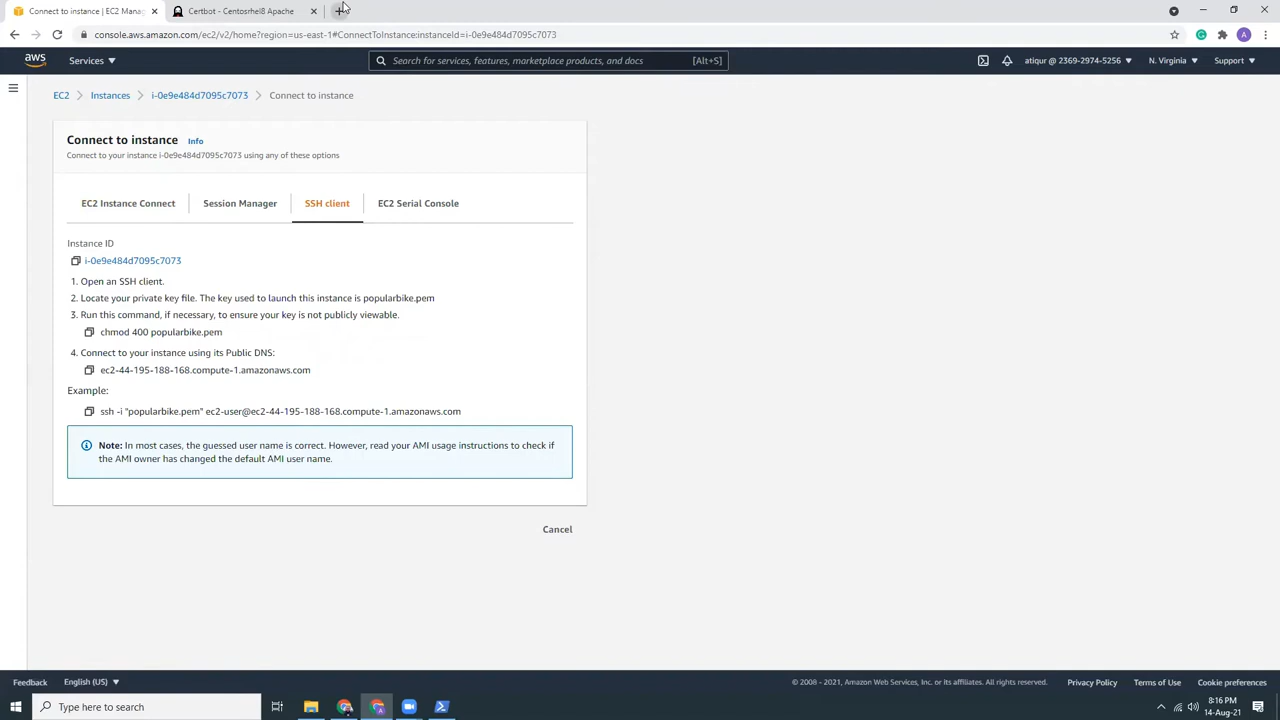 Connect to instance | EC2 Manag
Certbot - Centosrhel8 Apache
console.aws.amazon.com/ec2/v2/home?region=us-east-1#ConnectToInstance:instanceId=i-0e9e484d7095c7073
A
aws
Services
Search for services, features, marketplace products, and docs
[Alt+S]
atiqur @ 2369-2974-5256
N. Virginia
Support
EC2
Instances
i-0e9e484d7095c7073
Connect to instance
Connect to instance Info
Connect to your instance i-0e9e484d7095c7073 using any of these options
EC2 Instance Connect
Session Manager
SSH client
EC2 Serial Console
Instance ID
i-0e9e484d7095c7073
1. Open an SSH client.
2. Locate your private key file. The key used to launch this instance is popularbike.pem
3. Run this command, if necessary, to ensure your key is not publicly viewable.
chmod 400 popularbike.pem
4. Connect to your instance using its Public DNS:
ec2-44-195-188-168.compute-1.amazonaws.com
Example:
ssh -i "popularbike.pem" ec2-user@ec2-44-195-188-168.compute-1.amazonaws.com
Note: In most cases, the guessed user name is correct. However, read your AMI usage instructions to check if
the AMI owner has changed the default AMI user name.
Cancel
Feedback
English (US)
© 2008 - 2021, Amazon Web Services, Inc. or its affiliates. All rights reserved.
Privacy Policy
Terms of Use
Cookie preferences
Type here to search
8:16 PM
14-Aug-21